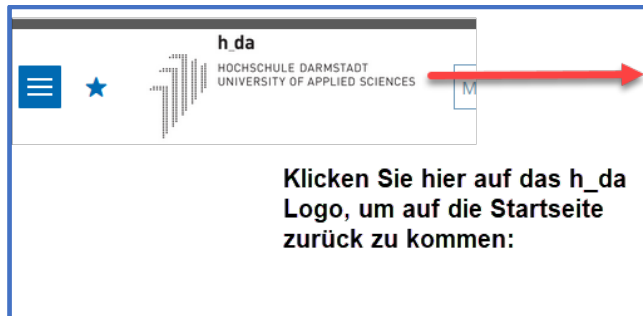 h_da
HOCHSCHULE DARMSTADT
UNIVERSITY OF APPLIED SCIENCES
M
Klicken Sie hier auf das h_da
Logo, um auf die Startseite
zurück zu kommen: